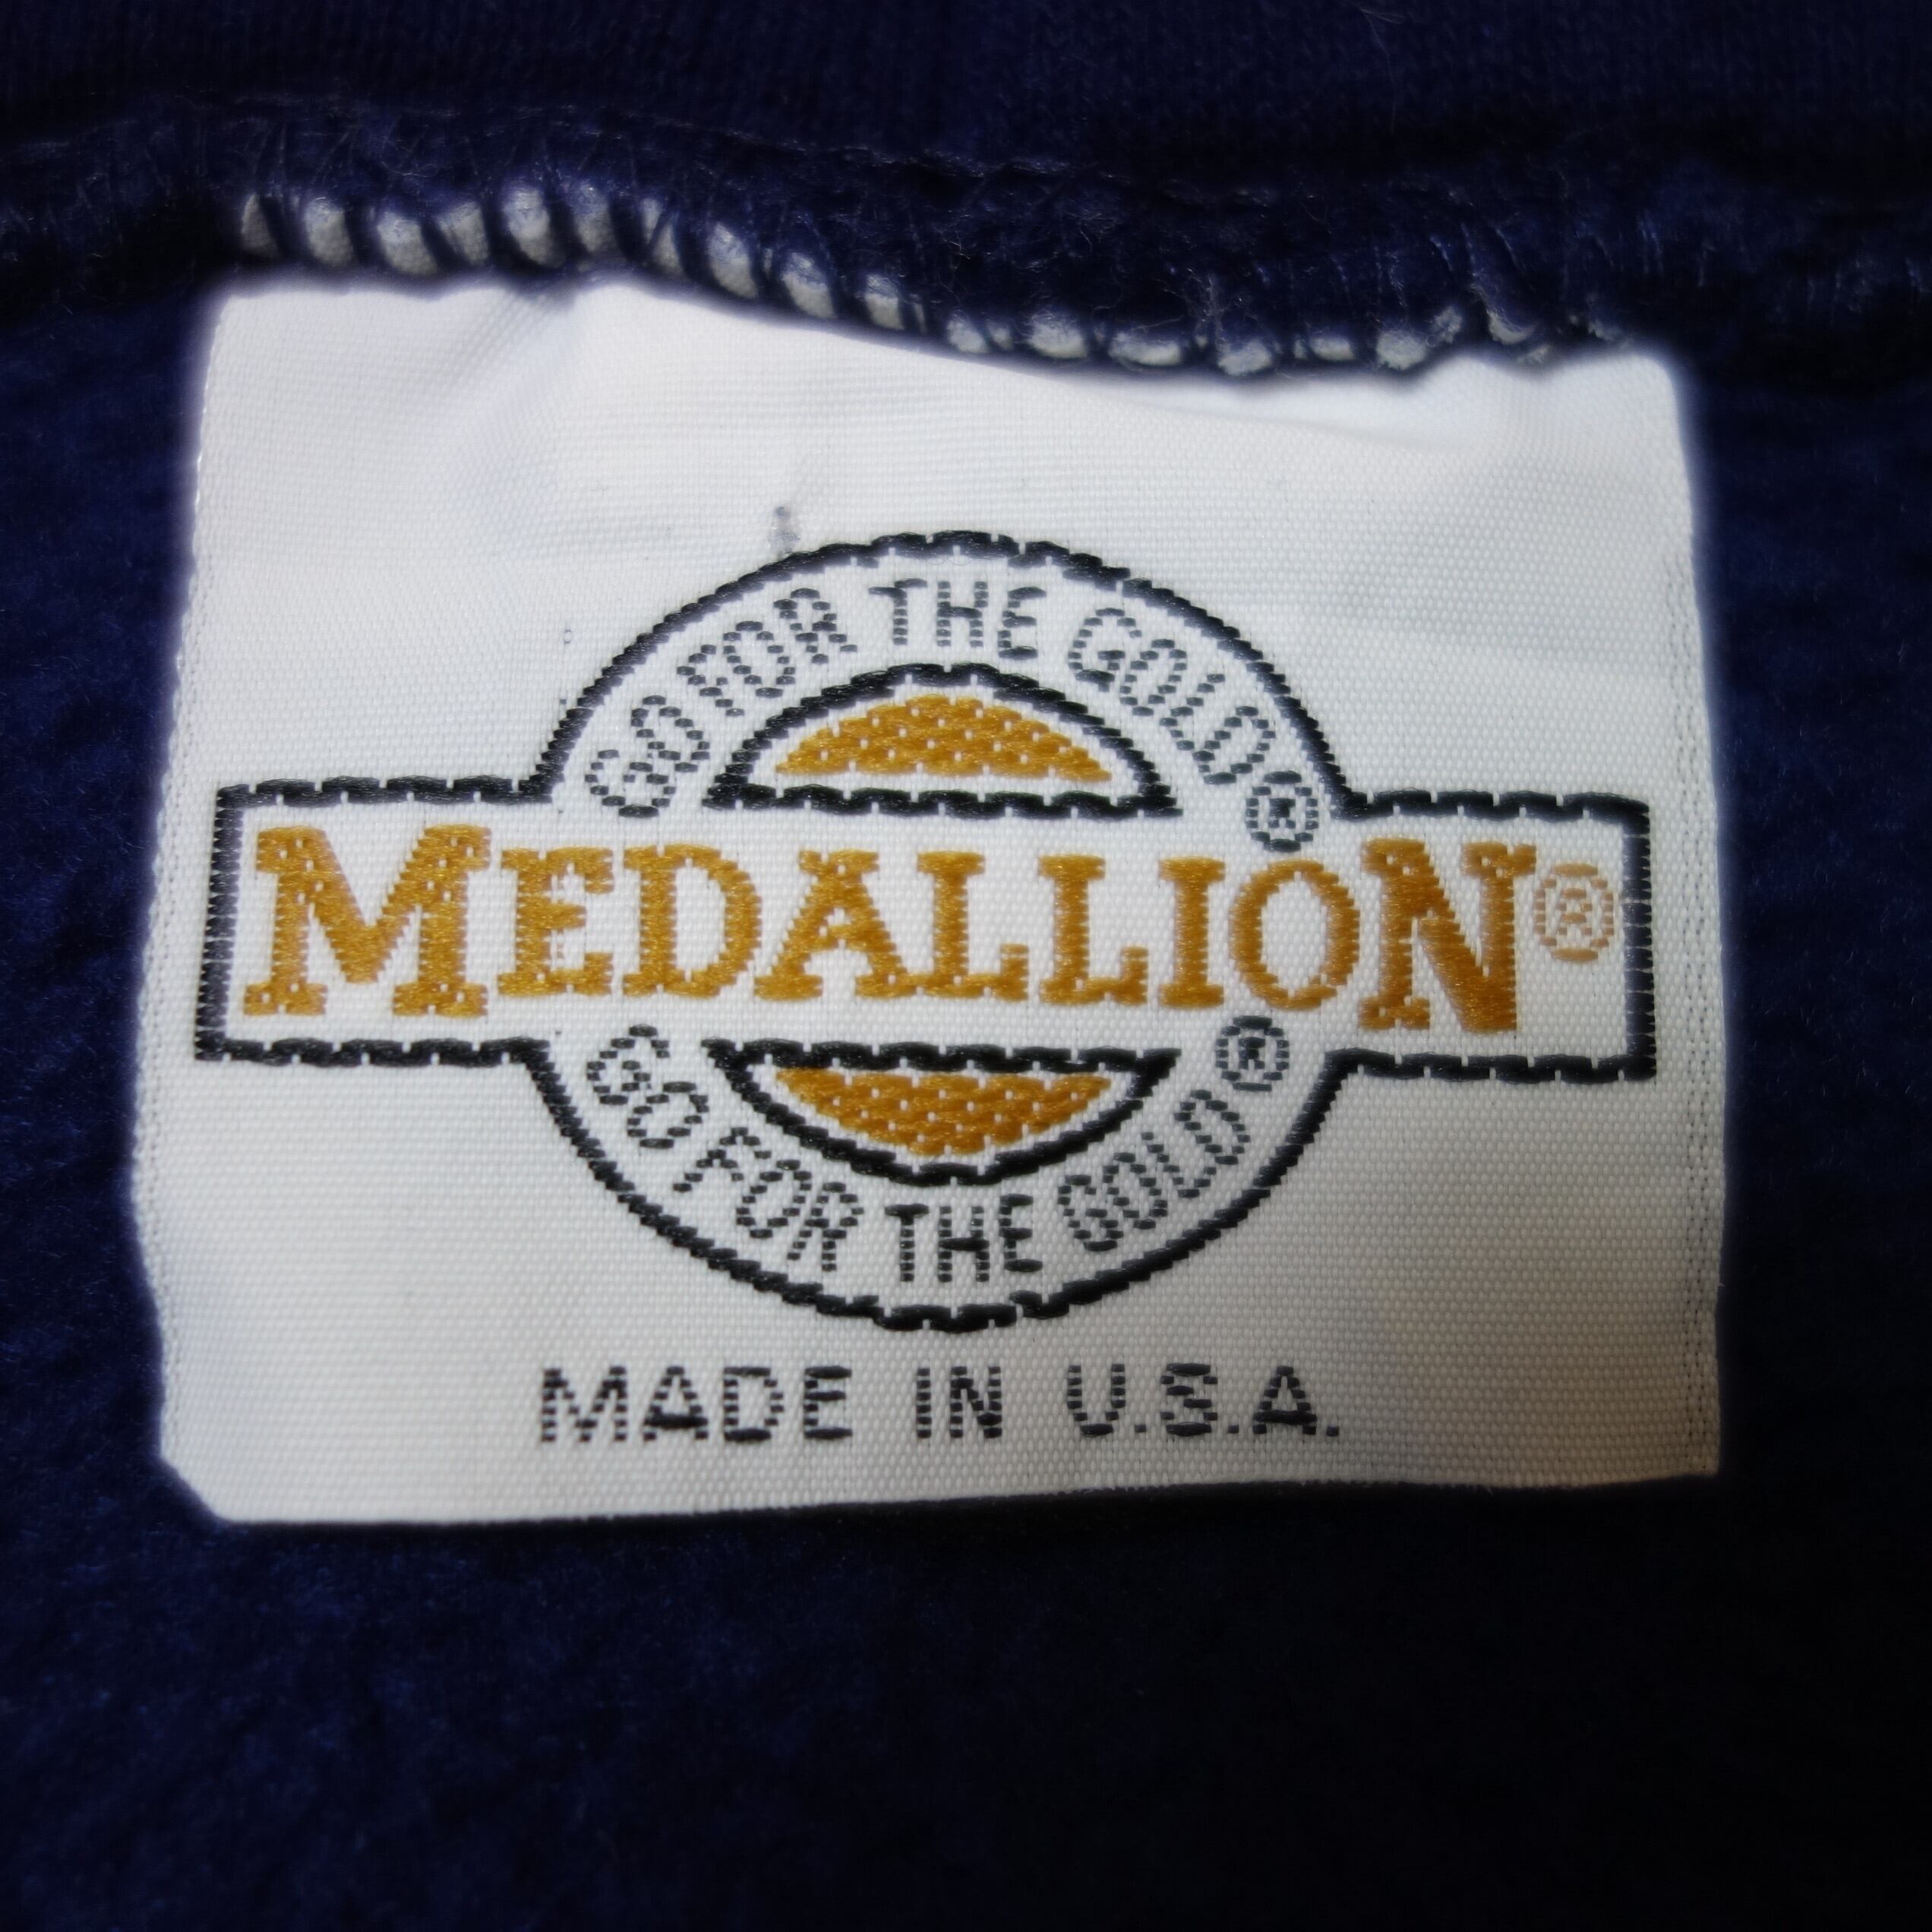 GO FOR THE GOLD®
MEDALLION®
GO FOR THE GOLD®
MADE IN U.S.A.